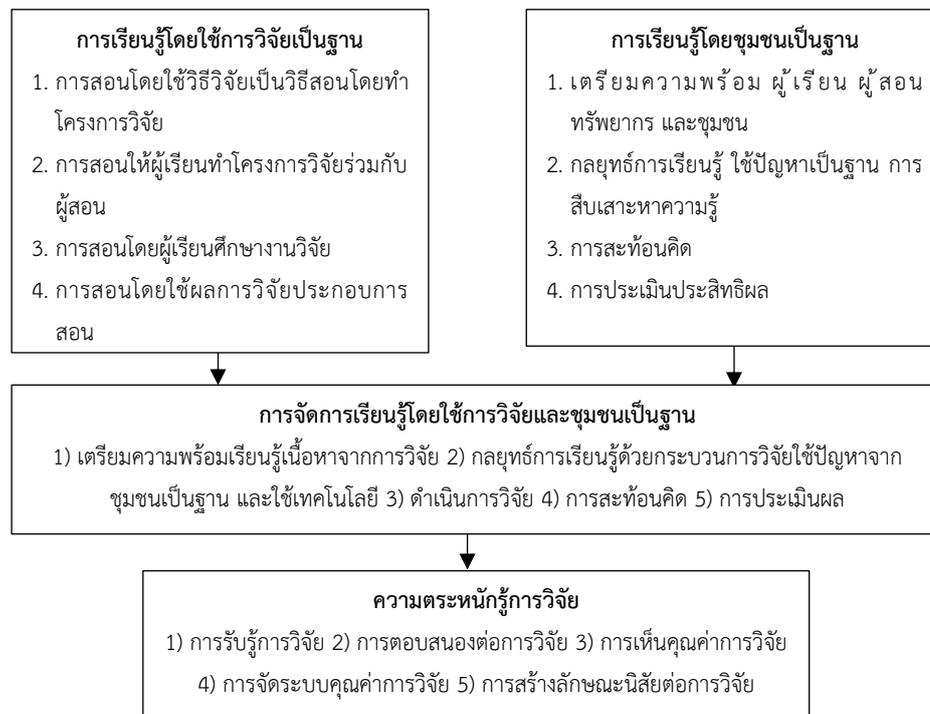 การเรียนรู้โดยใช้การวิจัยเป็นฐาน
1. การสอนโดยใช้วิธีวิจัยเป็นวิธีสอนโดยทำ
โครงการวิจัย
2. การสอนให้ผู้เรียนทำโครงการวิจัยร่วมกับ
ผู้สอน
3. การสอนโดยผู้เรียนศึกษางานวิจัย
4. การสอนโดยใช้ผลการวิจัยประกอบการ
สอน
การเรียนรู้โดยชุมชนเป็นฐาน
1. เตรียมความพร้อม ผู้เรียน ผู้สอน
ทรัพยากร และชุมชน
2. กลยุทธ์การเรียนรู้ ใช้ปัญหาเป็นฐาน การ
สืบเสาะหาความรู้
3. การสะท้อนคิด
4. การประเมินประสิทธิผล
การจัดการเรียนรู้โดยใช้การวิจัยและชุมชนเป็นฐาน
1) เตรียมความพร้อมเรียนรู้เนื้อหาจากการวิจัย 2) กลยุทธ์การเรียนรู้ด้วยกระบวนการวิจัยใช้ปัญหาจาก
ชุมชนเป็นฐาน และใช้เทคโนโลยี 3) ดำเนินการวิจัย 4) การสะท้อนคิด 5) การประเมินผล
ความตระหนักรู้การวิจัย
1) การรับรู้การวิจัย 2) การตอบสนองต่อการวิจัย 3) การเห็นคุณค่าการวิจัย
4) การจัดระบบคุณค่าการวิจัย 5) การสร้างลักษณะนิสัยต่อการวิจัย